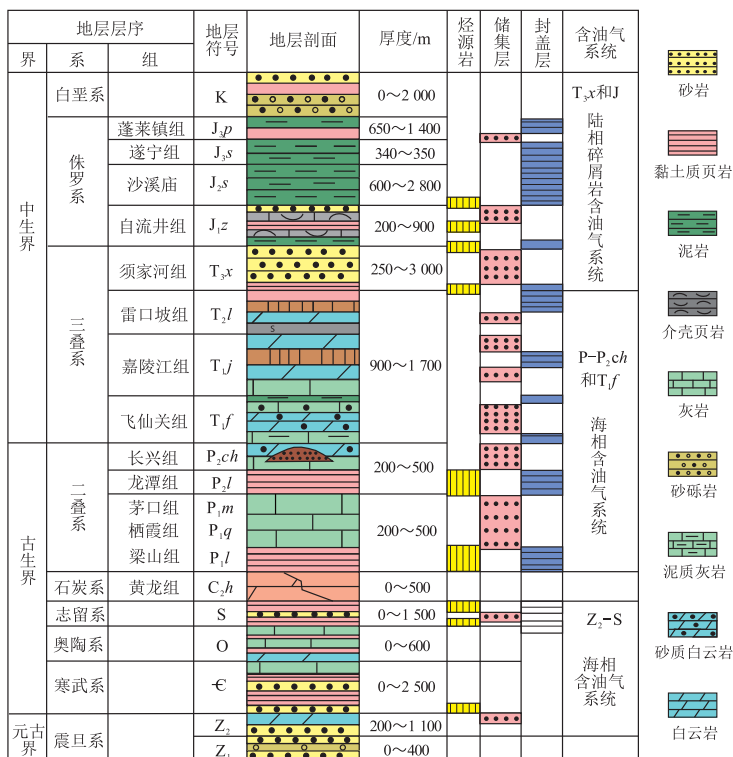 地层层序 地层符号 地层剖面 厚度/m 烃源岩 储集层 封盖层 含油气系统
界 系 组
中生界 白垩系 K 0～2 000
侏罗系 蓬莱镇组 J₃p 650～1 400
遂宁组 J₃s 340～350
沙溪庙 J₂s 600～2 800
自流井组 J₁z 200～900
T₃x和J 陆相碎屑岩含油气系统
三叠系 须家河组 T₃x 250～3 000
雷口坡组 T₂l
S
嘉陵江组 T₁j 900～1 700
飞仙关组 T₁f
P-P₂ch和T₁f 海相含油气系统
古生界 二叠系 长兴组 P₂ch 200～500
龙潭组 P₂l
茅口组 P₁m
栖霞组 P₁q 200～500
梁山组 P₁l
石炭系 黄龙组 C₂h 0～500
志留系 S 0～1 500
奥陶系 O 0～600
寒武系 Є 0～2 500
Z₂-S 海相含油气系统
元古界 震旦系 Z₂ 200～1 100
Z₁ 0～400
砂岩
黏土质页岩
泥岩
介壳页岩
灰岩
砂砾岩
泥质灰岩
砂质白云岩
白云岩